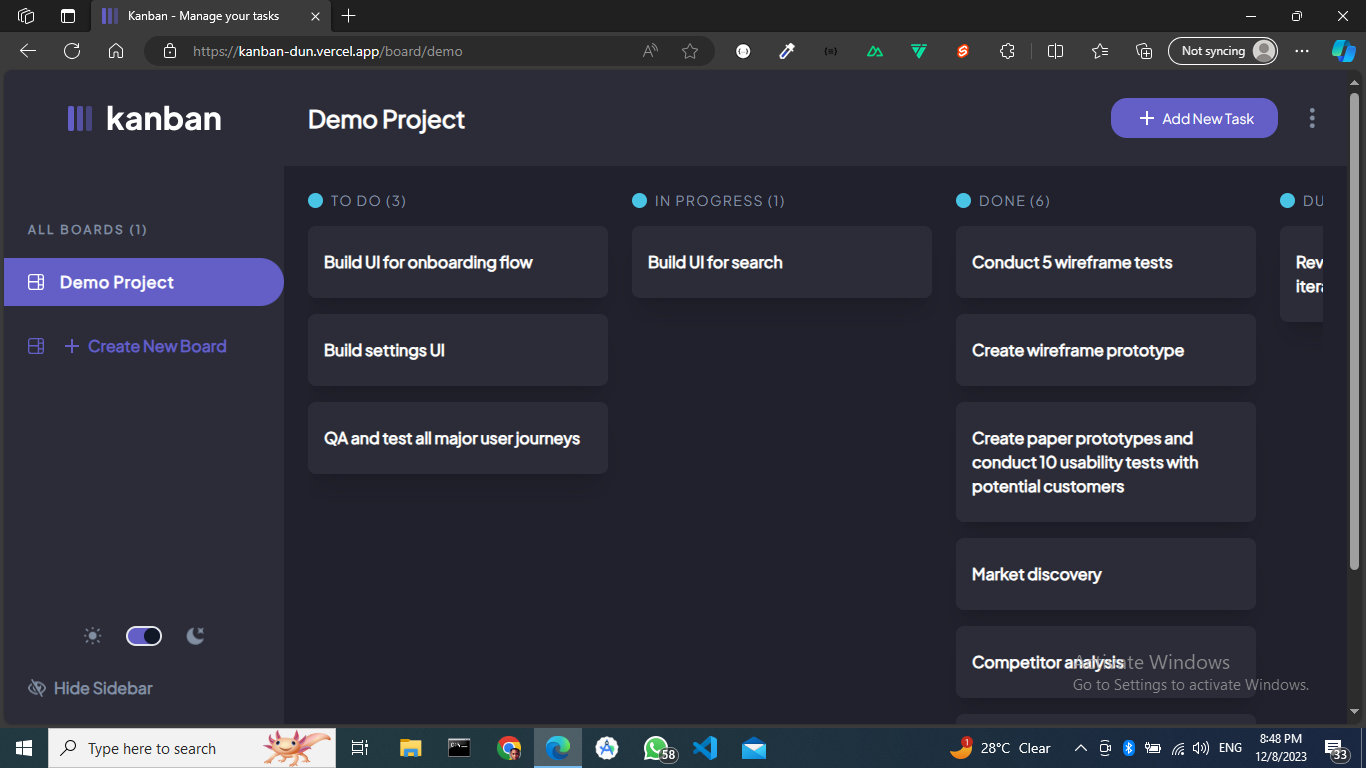 Kanban - Manage your tasks
https://kanban-dun.vercel.app/board/demo
Not syncing
kanban
Demo Project
Add New Task
ALL BOARDS (1)
Demo Project
Create New Board
Hide Sidebar
TO DO (3)
Build UI for onboarding flow
Build settings UI
QA and test all major user journeys
IN PROGRESS (1)
Build UI for search
DONE (6)
Conduct 5 wireframe tests
Create wireframe prototype
Create paper prototypes and
conduct 10 usability tests with
potential customers
Market discovery
Competitor analysis
DU
Rev
itera
Activate Windows
Go to Settings to activate Windows.
Type here to search
58
1
28°C Clear
ENG
8:48 PM
12/8/2023
33